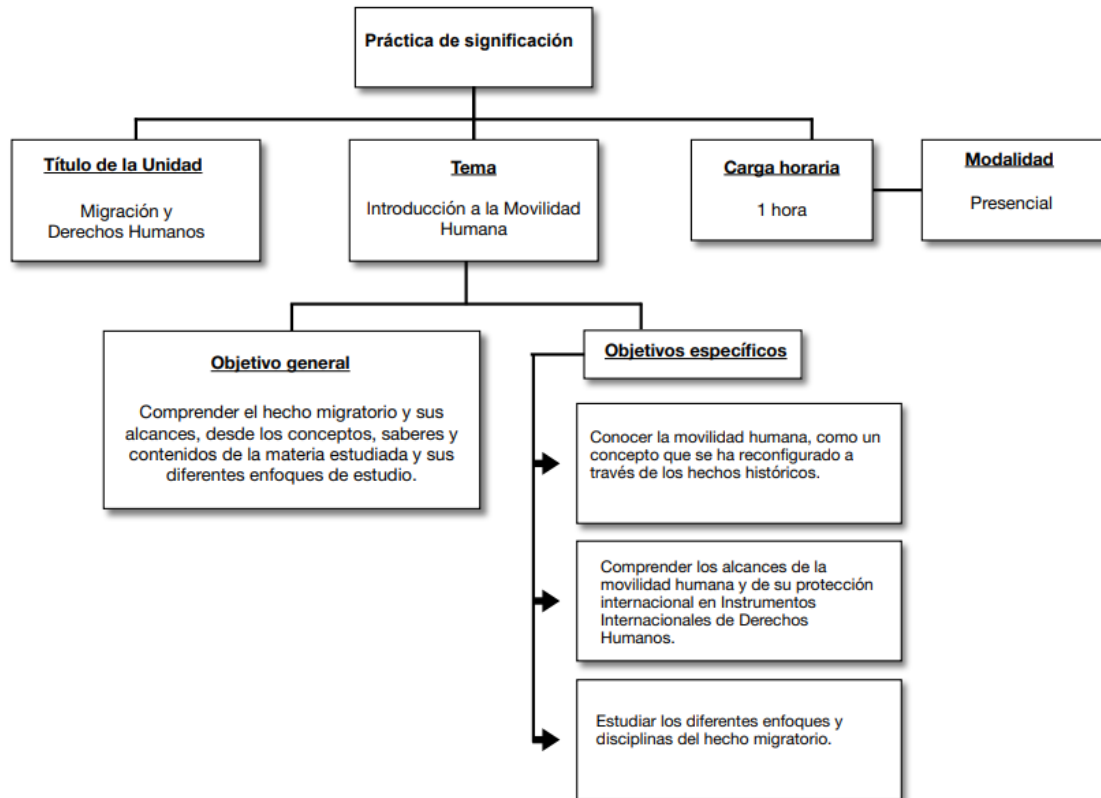 Práctica de significación
Título de la Unidad
Migración y
Derechos Humanos
Tema
Introducción a la Movilidad
Humana
Carga horaria
1 hora
Modalidad
Presencial
Objetivo general
Comprender el hecho migratorio y sus
alcances, desde los conceptos, saberes y
contenidos de la materia estudiada y sus
diferentes enfoques de estudio.
Objetivos específicos
Conocer la movilidad humana, como un
concepto que se ha reconfigurado a
través de los hechos históricos.
Comprender los alcances de la
movilidad humana y de su protección
internacional en Instrumentos
Internacionales de Derechos
Humanos.
Estudiar los diferentes enfoques y
disciplinas del hecho migratorio.